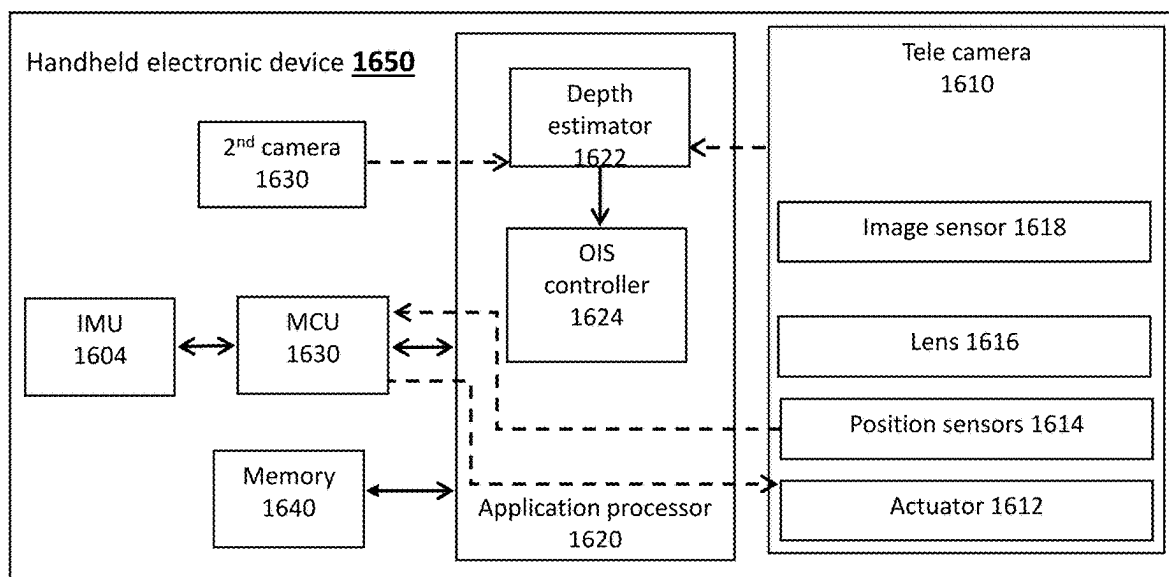 Handheld electronic device 1650
2nd camera
1630
IMU
1604
MCU
1630
Memory
1640
Depth
estimator
1622
OIS
controller
1624
Application processor
1620
Tele camera
1610
Image sensor 1618
Lens 1616
Position sensors 1614
Actuator 1612